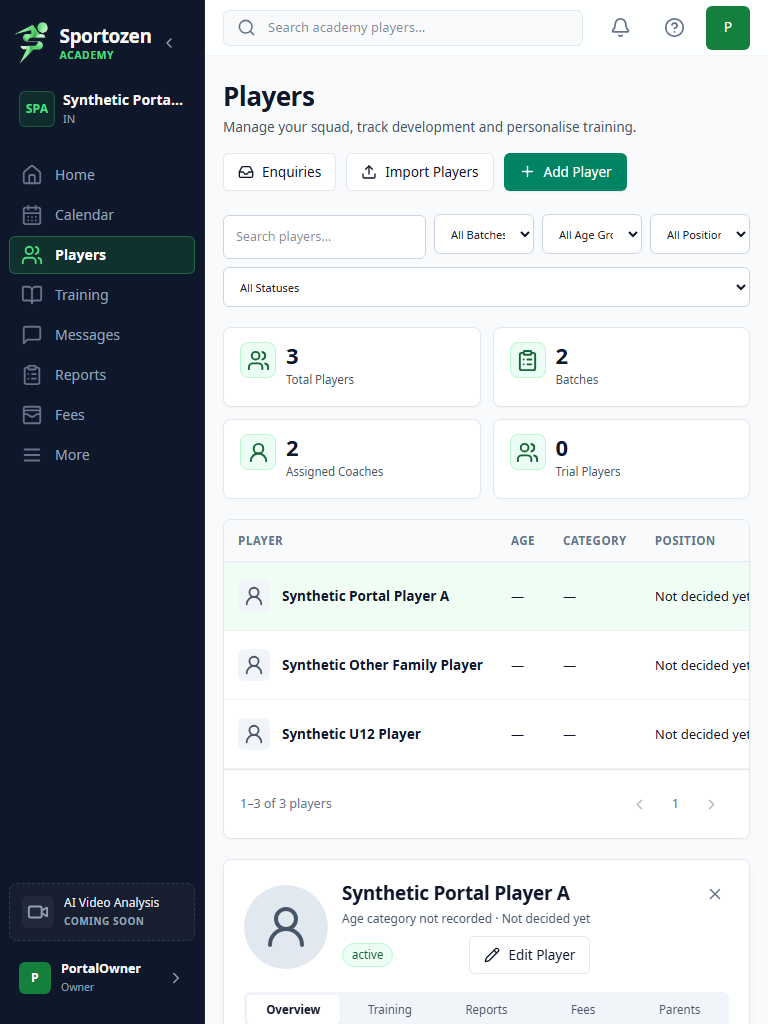 Sportozen
ACADEMY
SPA
Synthetic Porta...
IN
Home
Calendar
Players
Training
Messages
Reports
Fees
More
AI Video Analysis
COMING SOON
P
PortalOwner
Owner
Search academy players...
P
Players
Manage your squad, track development and personalise training.
Enquiries
Import Players
Add Player
Search players...
All Batches
All Age Gro
All Position
All Statuses
3
Total Players
2
Batches
2
Assigned Coaches
0
Trial Players
PLAYER AGE CATEGORY POSITION
Synthetic Portal Player A — — Not decided yet
Synthetic Other Family Player — — Not decided yet
Synthetic U12 Player — — Not decided yet
1–3 of 3 players
1
Synthetic Portal Player A
Age category not recorded · Not decided yet
active
Edit Player
Overview Training Reports Fees Parents